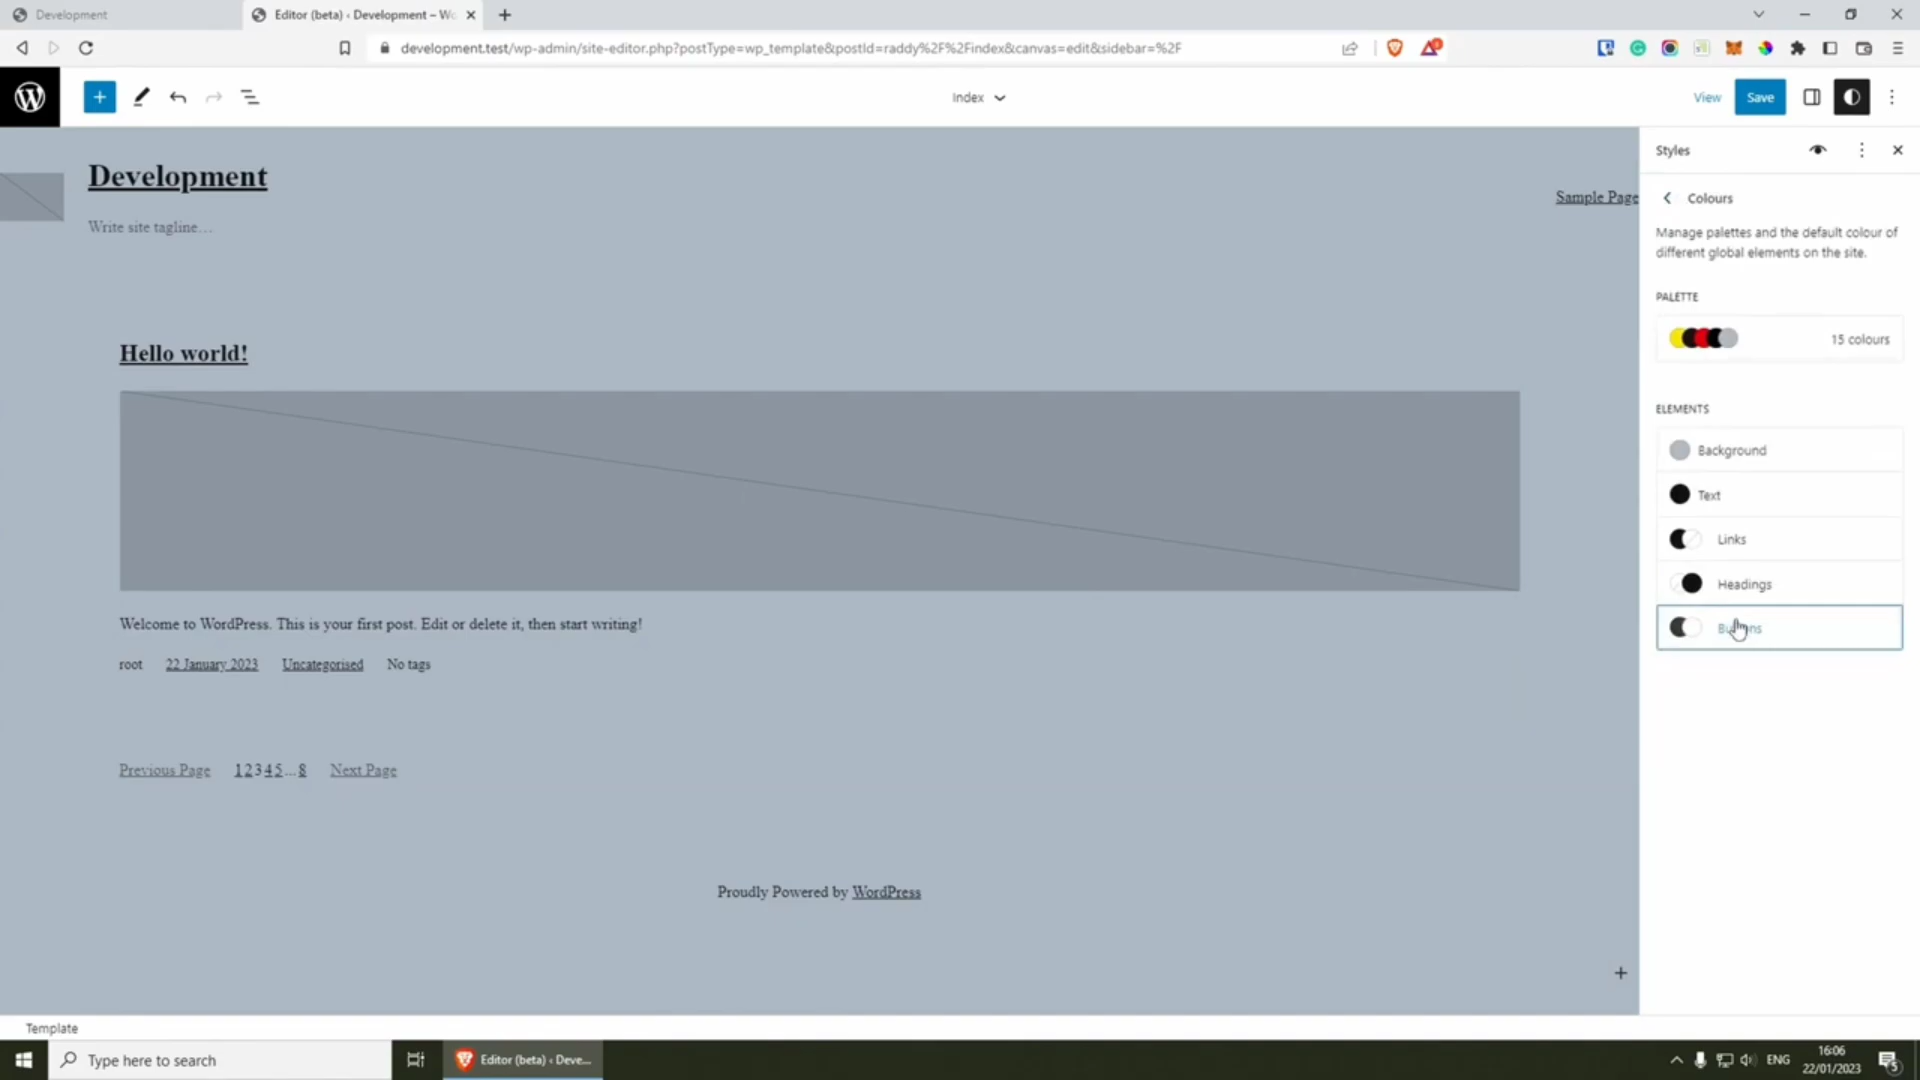 Development
Editor (beta) ‹ Development – Wo
development.test/wp-admin/site-editor.php?postType=wp_template&postId=raddy%2F%2Findex&canvas=edit&sidebar=%2F
Index
View
Save
Development
Write site tagline...
Sample Page
Hello world!
Welcome to WordPress. This is your first post. Edit or delete it, then start writing!
root 22 January 2023 Uncategorised No tags
Previous Page 12345...8 Next Page
Proudly Powered by WordPress
Styles
Colours
Manage palettes and the default colour of
different global elements on the site.
PALETTE
15 colours
ELEMENTS
Background
Text
Links
Headings
Buttons
Template
Type here to search
Editor (beta) ‹ Deve...
ENG
16:06
22/01/2023
5